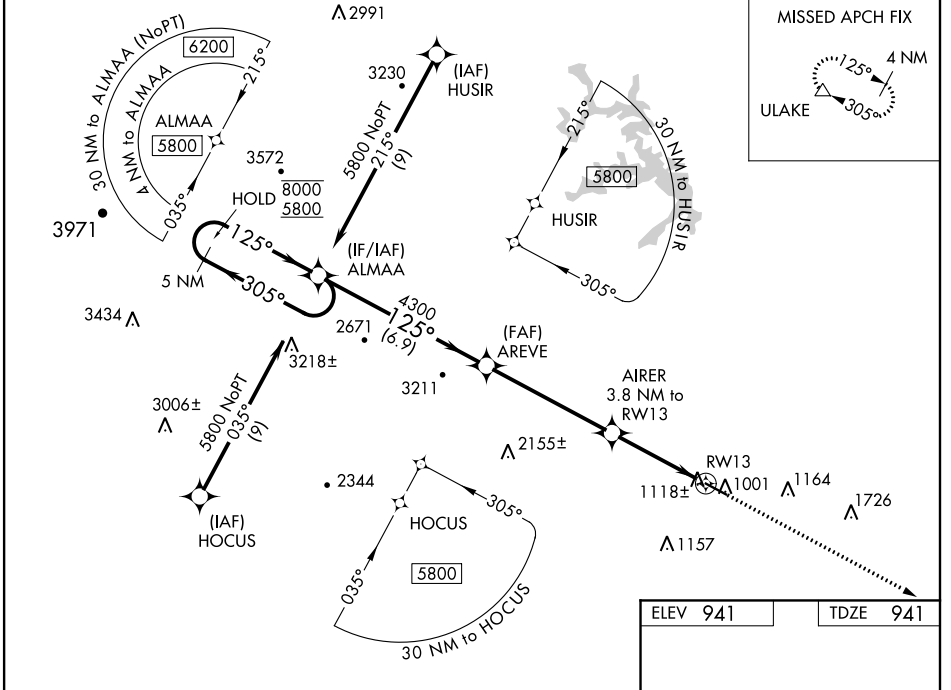 2991
MISSED APCH FIX
125°
4 NM
ULAKE
305°
30 NM to ALMAA (NoPT)
6200
4 NM to ALMAA
215°
ALMAA
5800
035°
3971
3230
(IAF)
HUSIR
5800 NoPT
215°
(9)
3572
HOLD
8000
5800
215°
30 NM to HUSIR
5800
HUSIR
305°
125°
(IF/IAF)
ALMAA
5 NM
305°
4300
125°
(6.9)
(FAF)
AREVE
3434
2671
3218±
3211
AIRER
3.8 NM to
RW13
3006±
5800 NoPT
035°
(9)
2155±
RW13
1118±
1001
1164
1726
2344
(IAF)
HOCUS
305°
HOCUS
1157
5800
035°
30 NM to HOCUS
ELEV 941
TDZE 941